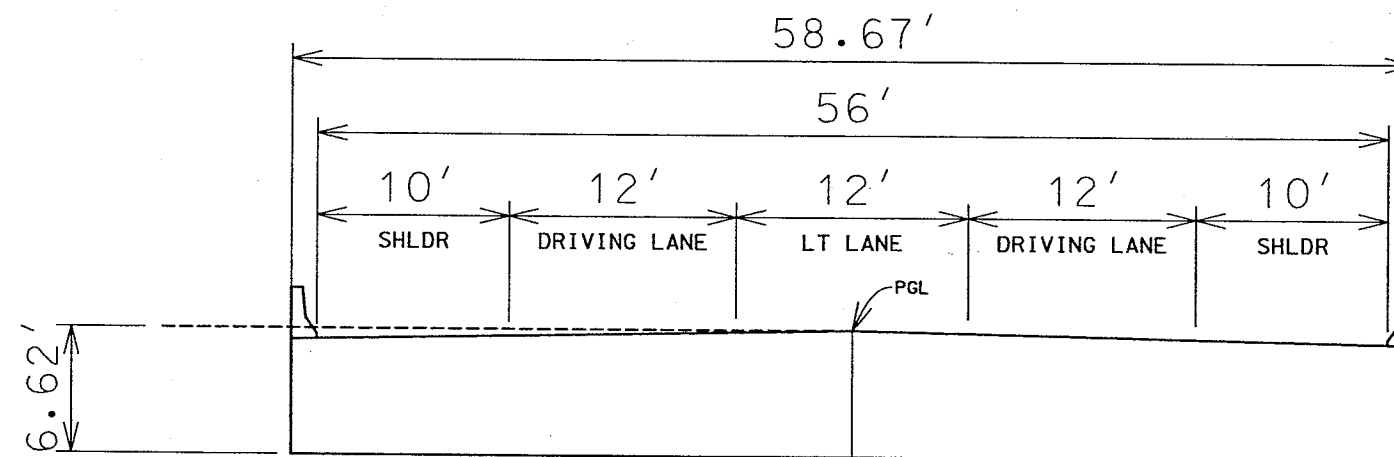 58.67'
56'
10' 12' 12' 12' 10'
SHLDR DRIVING LANE LT LANE DRIVING LANE SHLDR
PGL
6.62'